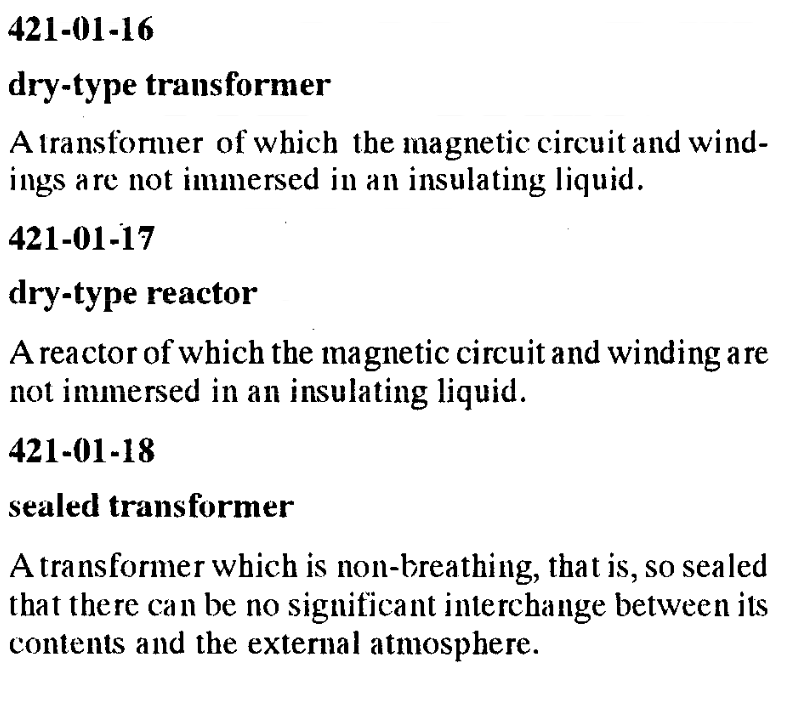 421-01-16
dry-type transformer
A transformer of which the magnetic circuit and wind-
ings are not immersed in an insulating liquid.
421-01-17
dry-type reactor
A reactor of which the magnetic circuit and winding are
not immersed in an insulating liquid.
421-01-18
sealed transformer
A transformer which is non-breathing, that is, so sealed
that there can be no significant interchange between its
contents and the external atmosphere.